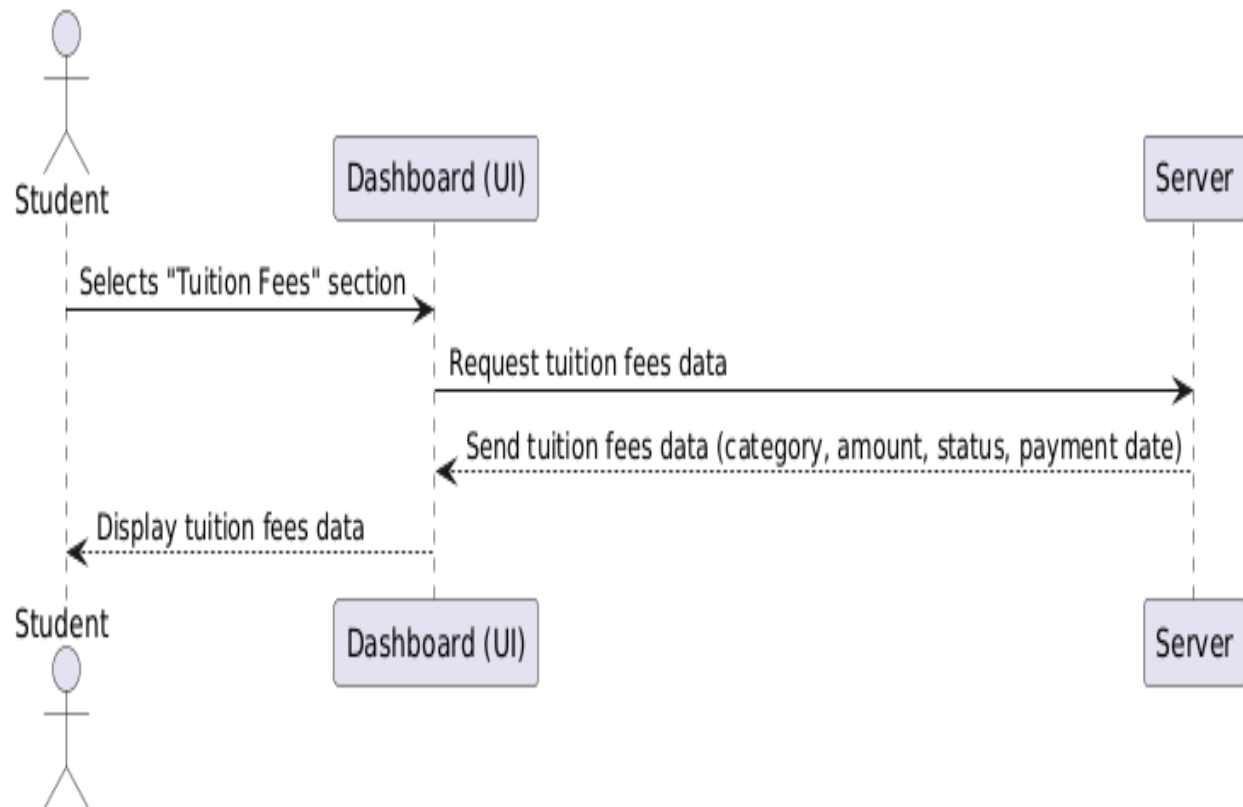 Student
Dashboard (UI)
Server
Selects "Tuition Fees" section
Request tuition fees data
Send tuition fees data (category, amount, status, payment date)
Display tuition fees data
Student
Dashboard (UI)
Server